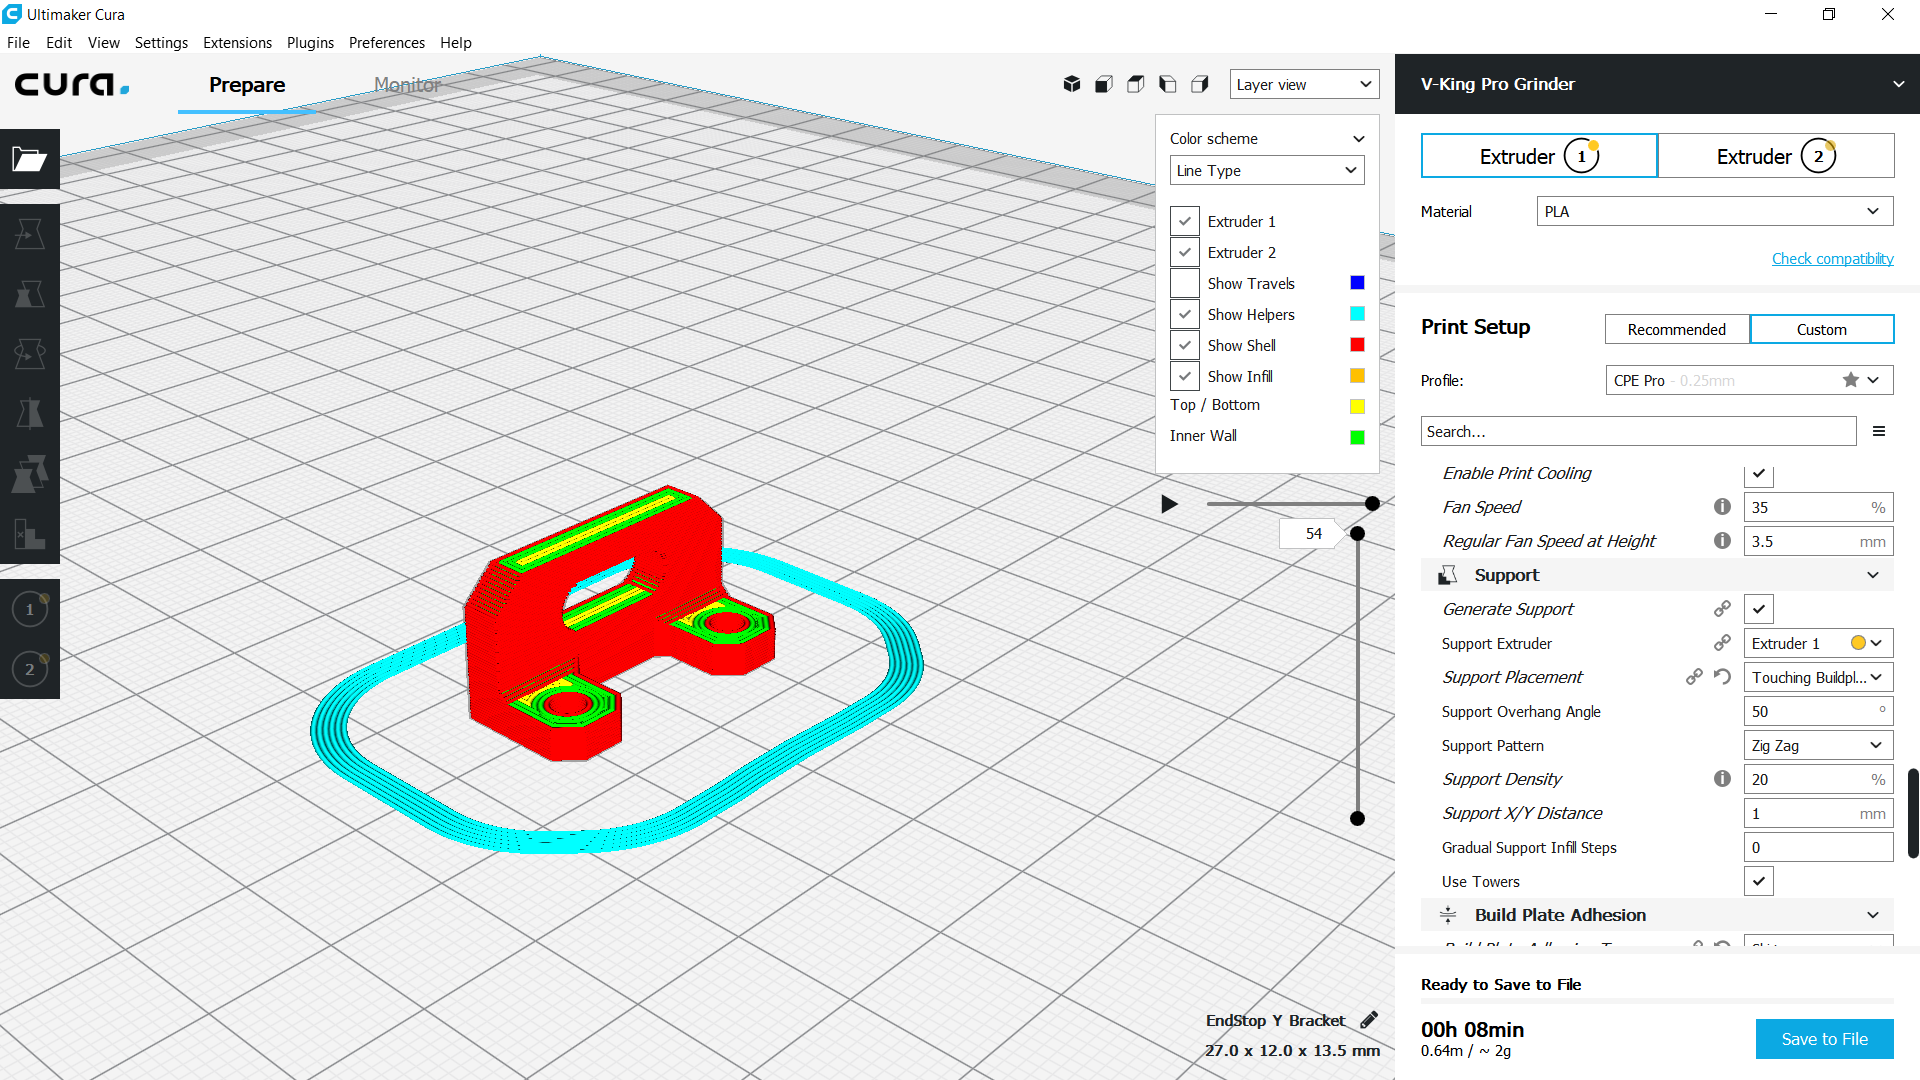 Ultimaker Cura
File Edit View Settings Extensions Plugins Preferences Help
cura.
Prepare
Monitor
Layer view
Color scheme
Line Type
Extruder 1
Extruder 2
Show Travels
Show Helpers
Show Shell
Show Infill
Top / Bottom
Inner Wall
54
1
2
EndStop Y Bracket
27.0 x 12.0 x 13.5 mm
V-King Pro Grinder
Extruder 1
Extruder 2
Material PLA
Check compatibility
Print Setup Recommended Custom
Profile: CPE Pro - 0.25mm
Search...
Enable Print Cooling
Fan Speed 35 %
Regular Fan Speed at Height 3.5 mm
Support
Generate Support
Support Extruder Extruder 1
Support Placement Touching Buildpl...
Support Overhang Angle 50 °
Support Pattern Zig Zag
Support Density 20 %
Support X/Y Distance 1 mm
Gradual Support Infill Steps 0
Use Towers
Build Plate Adhesion
Ready to Save to File
00h 08min
0.64m / ~ 2g
Save to File